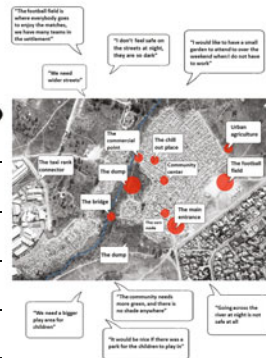 "The football field is
where everybody goes
to enjoy the matches,
we have many teams in
the settlement"
"I don't feel safe on
the streets at night,
they are so dark"
"I would like to have a small
garden to attend to over the
weekend when I do not have
to work"
"We need
wider streets"
The
commercial
point
The chill
out place
Urban
agriculture
The taxi rank
connector
The dump
Community
center
The football
field
The bridge
The main
entrance
The dump
"We need a bigger
play area for
children"
"The community needs
more green, and there is
no shade anywhere"
"Going across the
river at night is not
safe at all"
"It would be nice if there was
a park for the children to play in"